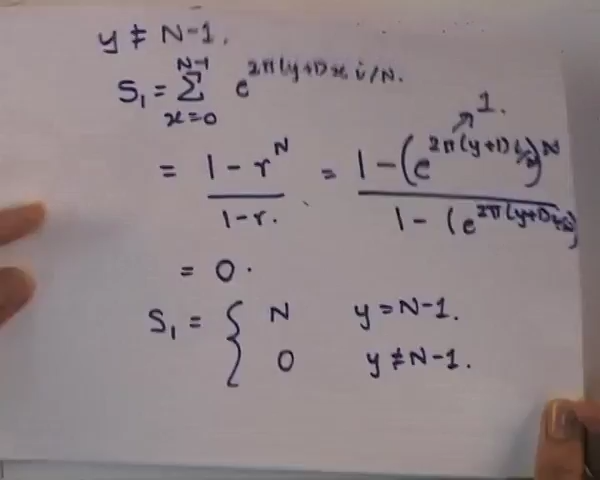 y ≠ N-1.
S₁ = Σ_{x=0}^{N-1} e^{2π(y+1)x i/N}.
1.
= (1 - r^N)/(1 - r.) = (1 - (e^{2π(y+1)i/N})^N)/(1 - (e^{2π(y+1)i/N}))
= 0.
S₁ = { N y = N-1.
0 y ≠ N-1.